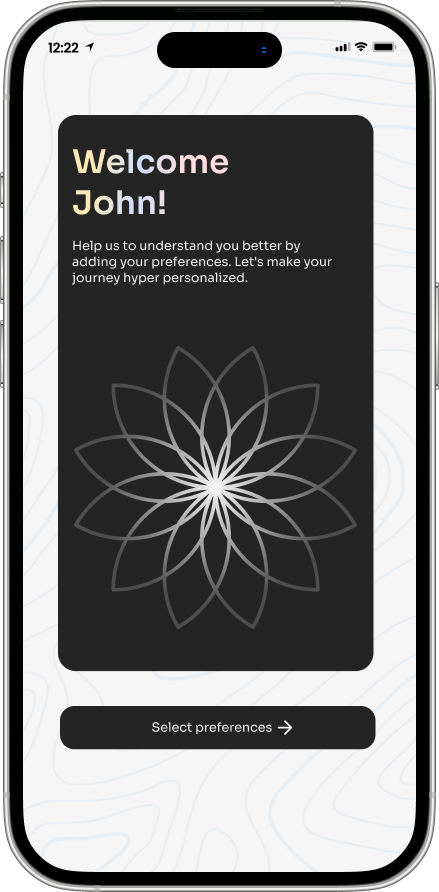 12:22
Welcome
John!
Help us to understand you better by
adding your preferences. Let's make your
journey hyper personalized.
Select preferences →